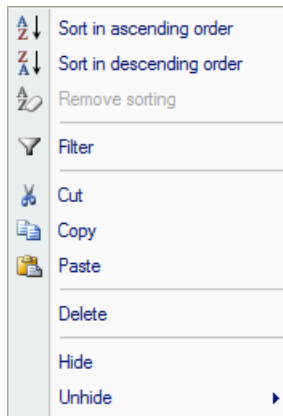 Sort in ascending order
Sort in descending order
Remove sorting
Filter
Cut
Copy
Paste
Delete
Hide
Unhide